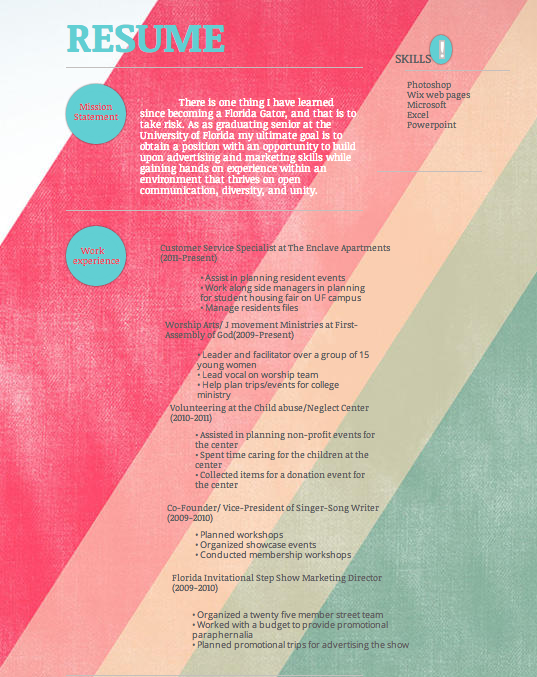 RESUME
SKILLS !
Photoshop
Wix web pages
Microsoft
Excel
Powerpoint
Mission
Statement
There is one thing I have learned
since becoming a Florida Gator, and that is to
take risk. As as graduating senior at the
University of Florida my ultimate goal is to
obtain a position with an opportunity to build
upon advertising and marketing skills while
gaining hands on experience within an
environment that thrives on open
communication, diversity, and unity.
Work
experience
Customer Service Specialist at The Enclave Apartments
(2011-Present)
• Assist in planning resident events
• Work along side managers in planning
for student housing fair on UF campus
• Manage residents files
Worship Arts/ J movement Ministries at First-
Assembly of God(2009-Present)
• Leader and facilitator over a group of 15
young women
• Lead vocal on worship team
• Help plan trips/events for college
ministry
Volunteering at the Child abuse/Neglect Center
(2010-2011)
• Assisted in planning non-profit events for
the center
• Spent time caring for the children at the
center
• Collected items for a donation event for
the center
Co-Founder/ Vice-President of Singer-Song Writer
(2009-2010)
• Planned workshops
• Organized showcase events
• Conducted membership workshops
Florida Invitational Step Show Marketing Director
(2009-2010)
• Organized a twenty five member street team
• Worked with a budget to provide promotional
paraphernalia
• Planned promotional trips for advertising the show